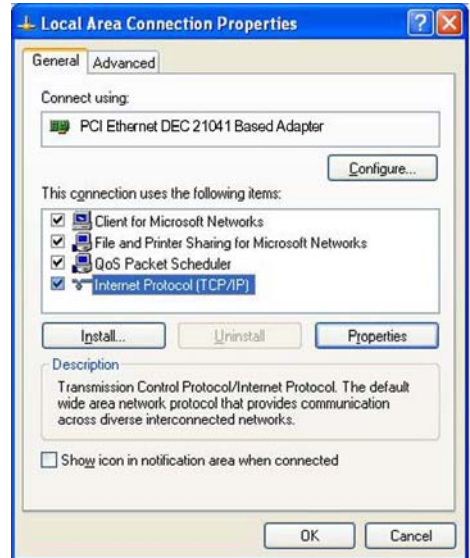 Local Area Connection Properties
General Advanced
Connect using:
PCI Ethernet DEC 21041 Based Adapter
Configure...
This connection uses the following items:
Client for Microsoft Networks
File and Printer Sharing for Microsoft Networks
QoS Packet Scheduler
Internet Protocol (TCP/IP)
Install... Uninstall Properties
Description
Transmission Control Protocol/Internet Protocol. The default
wide area network protocol that provides communication
across diverse interconnected networks.
Show icon in notification area when connected
OK Cancel